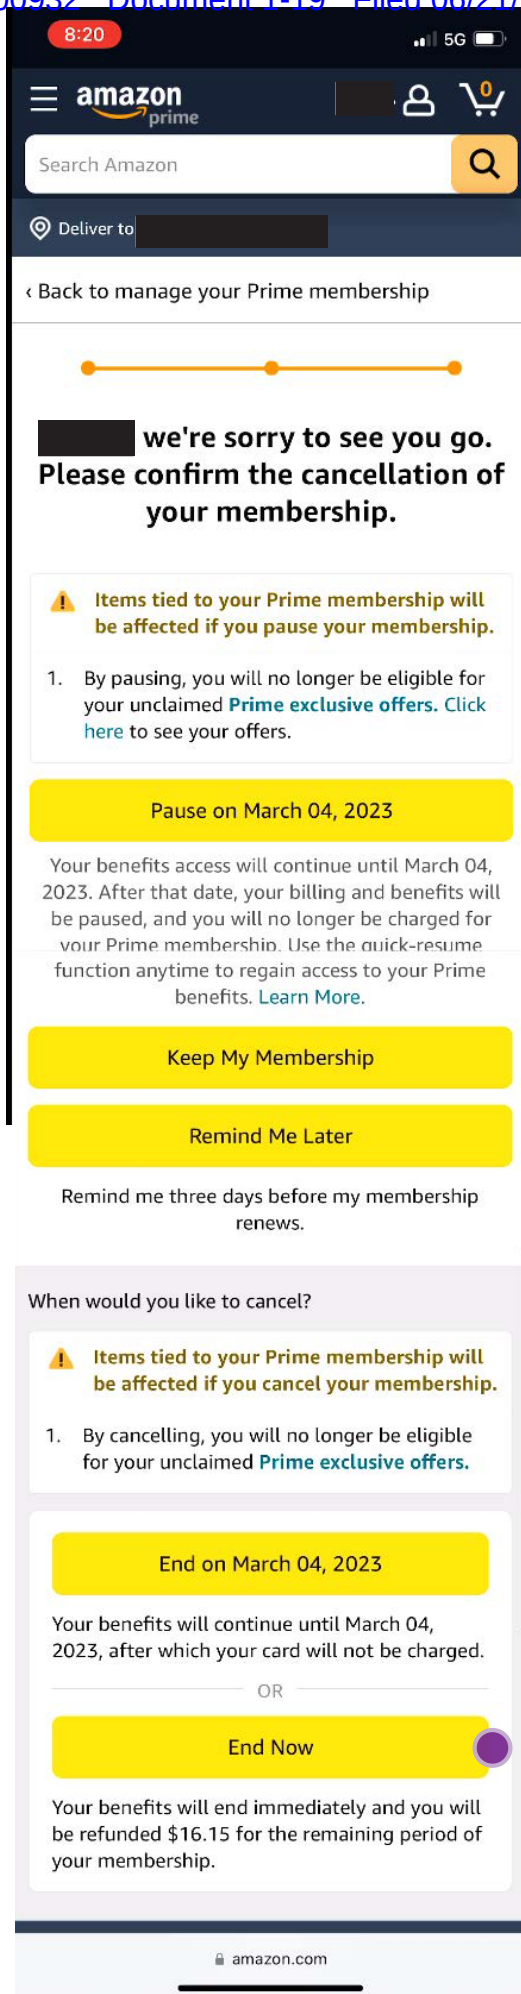 00932 Document 1-19 Filed 06/21/
8:20
5G
amazon
prime
0
Search Amazon
Deliver to
‹ Back to manage your Prime membership
we're sorry to see you go.
Please confirm the cancellation of
your membership.
Items tied to your Prime membership will
be affected if you pause your membership.
1. By pausing, you will no longer be eligible for
your unclaimed Prime exclusive offers. Click
here to see your offers.
Pause on March 04, 2023
Your benefits access will continue until March 04,
2023. After that date, your billing and benefits will
be paused, and you will no longer be charged for
your Prime membership. Use the quick-resume
function anytime to regain access to your Prime
benefits. Learn More.
Keep My Membership
Remind Me Later
Remind me three days before my membership
renews.
When would you like to cancel?
Items tied to your Prime membership will
be affected if you cancel your membership.
1. By cancelling, you will no longer be eligible
for your unclaimed Prime exclusive offers.
End on March 04, 2023
Your benefits will continue until March 04,
2023, after which your card will not be charged.
OR
End Now
Your benefits will end immediately and you will
be refunded $16.15 for the remaining period of
your membership.
amazon.com